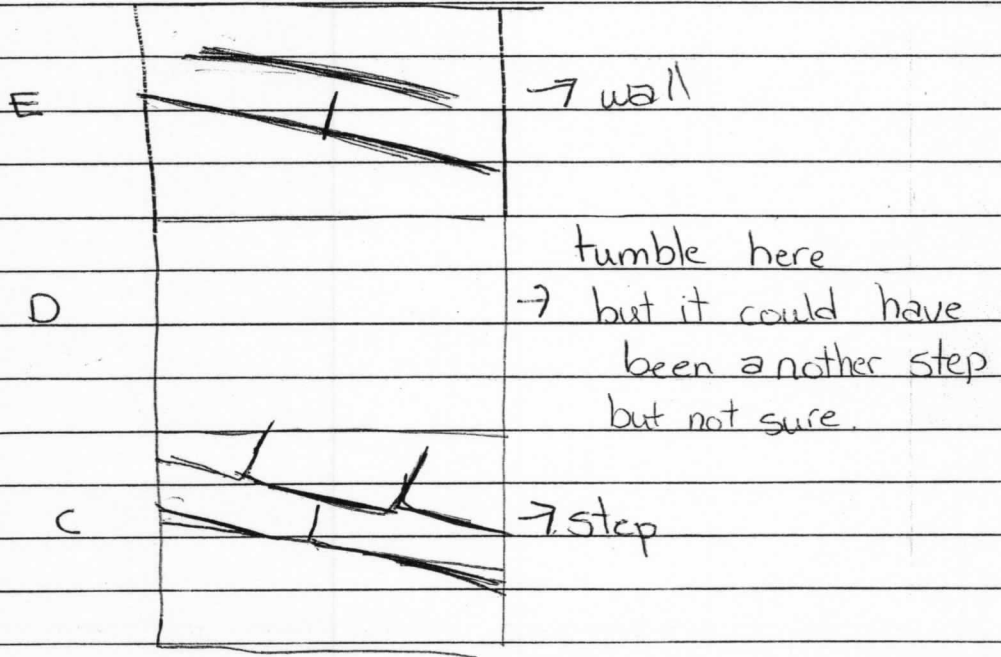 E → wall
tumble here
D → but it could have
been another step
but not sure.
C → step